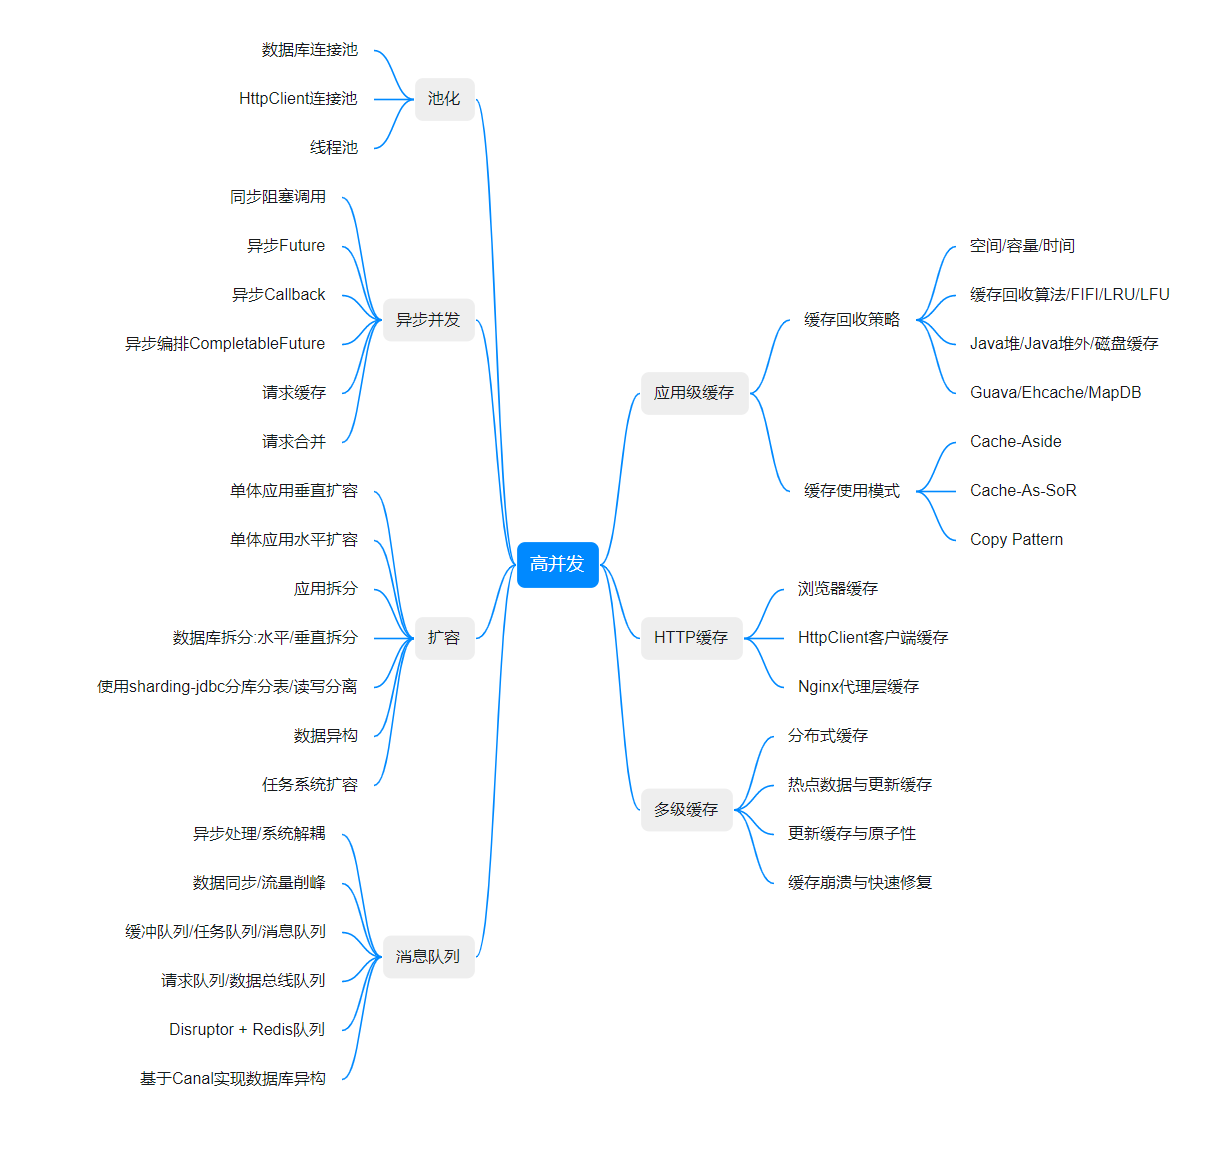 高并发
池化
数据库连接池
HttpClient连接池
线程池
异步并发
同步阻塞调用
异步Future
异步Callback
异步编排CompletableFuture
请求缓存
请求合并
扩容
单体应用垂直扩容
单体应用水平扩容
应用拆分
数据库拆分:水平/垂直拆分
使用sharding-jdbc分库分表/读写分离
数据异构
任务系统扩容
消息队列
异步处理/系统解耦
数据同步/流量削峰
缓冲队列/任务队列/消息队列
请求队列/数据总线队列
Disruptor + Redis队列
基于Canal实现数据库异构
应用级缓存
缓存回收策略
空间/容量/时间
缓存回收算法/FIFI/LRU/LFU
Java堆/Java堆外/磁盘缓存
Guava/Ehcache/MapDB
缓存使用模式
Cache-Aside
Cache-As-SoR
Copy Pattern
HTTP缓存
浏览器缓存
HttpClient客户端缓存
Nginx代理层缓存
多级缓存
分布式缓存
热点数据与更新缓存
更新缓存与原子性
缓存崩溃与快速修复